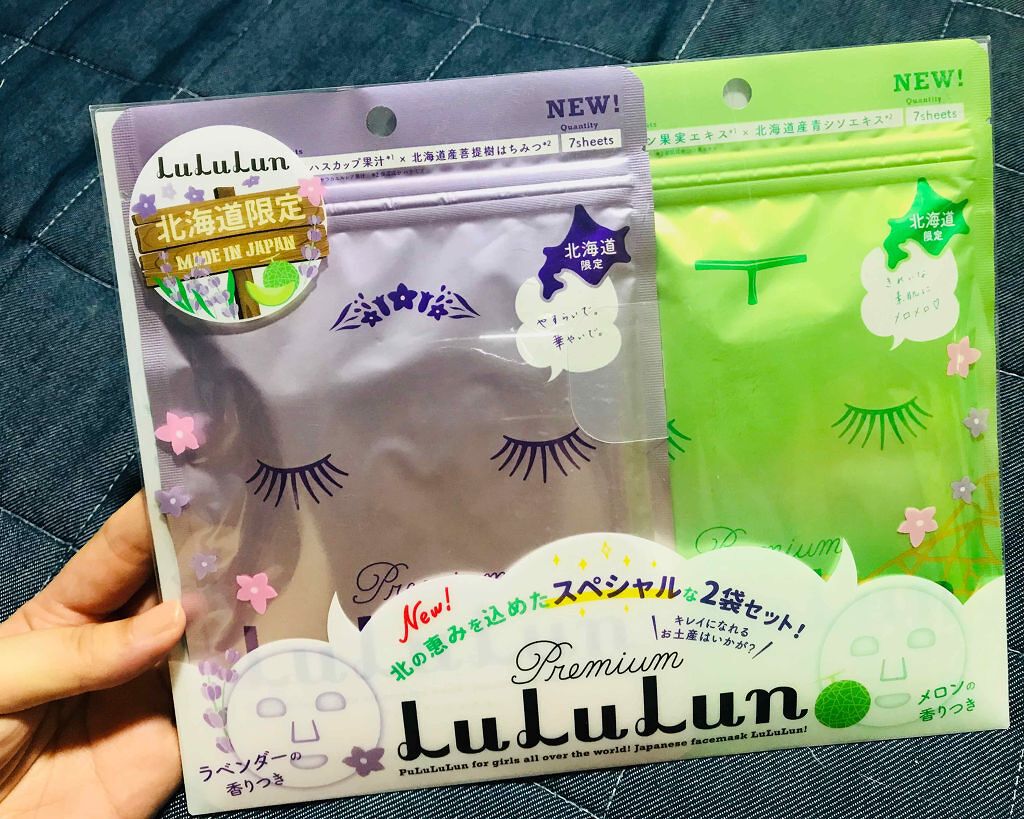 NEW!
Quantity
7sheets
ハスカップ果汁*1 × 北海道産菩提樹はちみつ*2
LuLuLun
北海道限定
MADE IN JAPAN
北海道
限定
やすらいで。
華やいで。
NEW!
Quantity
7sheets
ン果実エキス*1 × 北海道産青シソエキス*2
北海道
限定
きれいな
素肌に
メロメロ♡
Premium
New!
北の恵みを込めたスペシャルな2袋セット!
キレイになれる
お土産はいかが?
Premium
LuLuLun
PuLuLuLun for girls all over the world! Japanese facemask LuLuLun!
ラベンダーの
香りつき
メロンの
香りつき